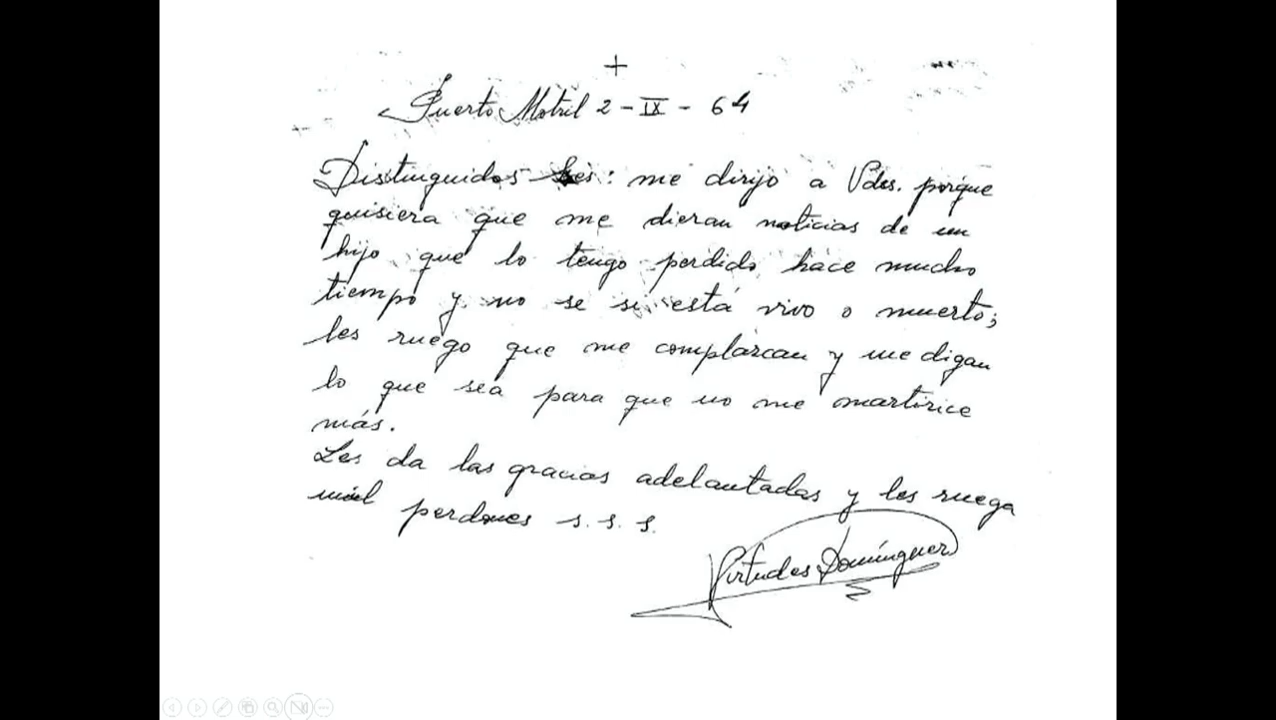 +
Puerto Motril 2 - IX - 64
Distinguidos Sres: me dirijo a Vdes. porque
quisiera que me dieran noticias de un
hijo que lo tengo perdido hace mucho
tiempo y no se si está vivo o muerto;
les ruego que me complazcan y me digan
lo que sea para que no me martirice
más.
Les da las gracias adelantadas y les ruega
mil perdones s. s. s.
Virtudes Domínguez